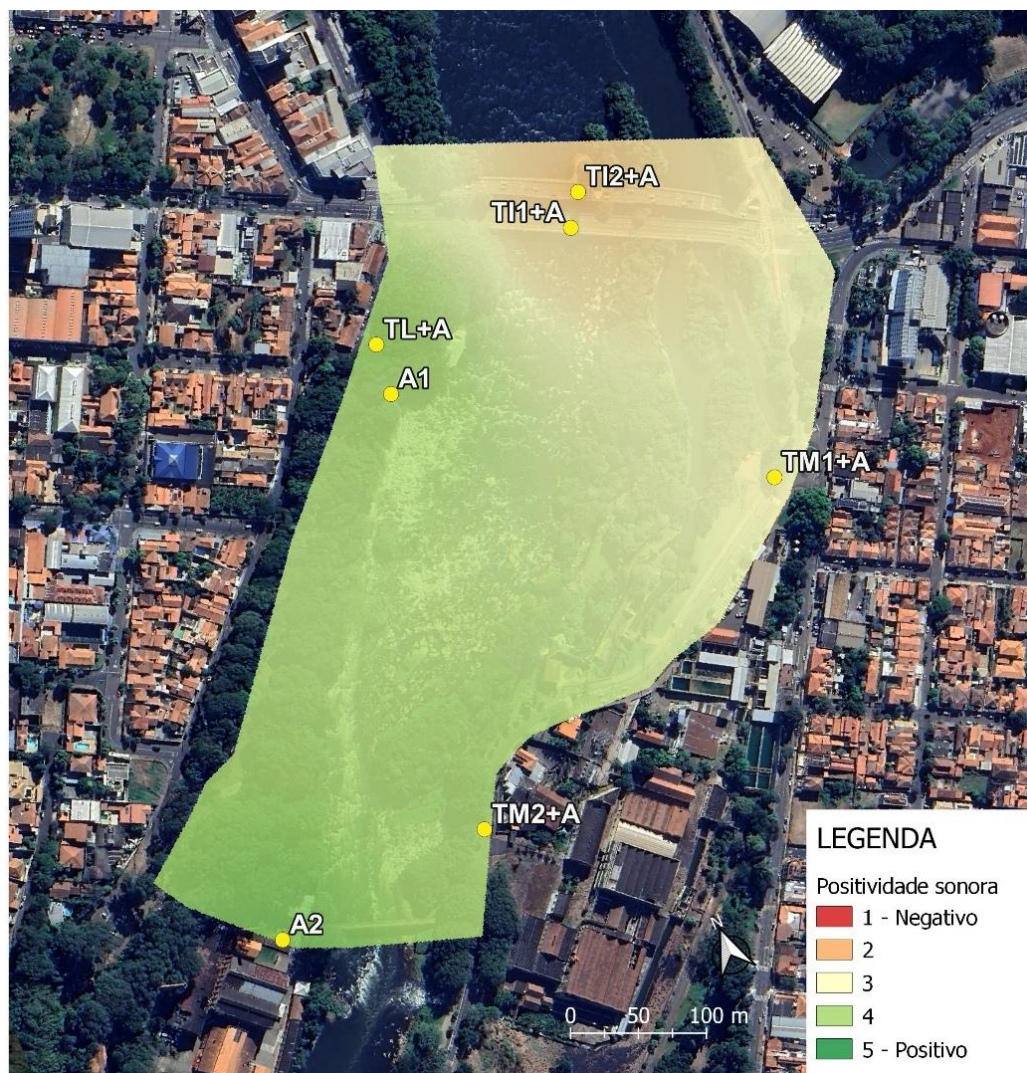 TI2+A
TI1+A
TL+A
A1
TM1+A
TM2+A
A2
N
0 50 100 m
LEGENDA
Positividade sonora
1 - Negativo
2
3
4
5 - Positivo